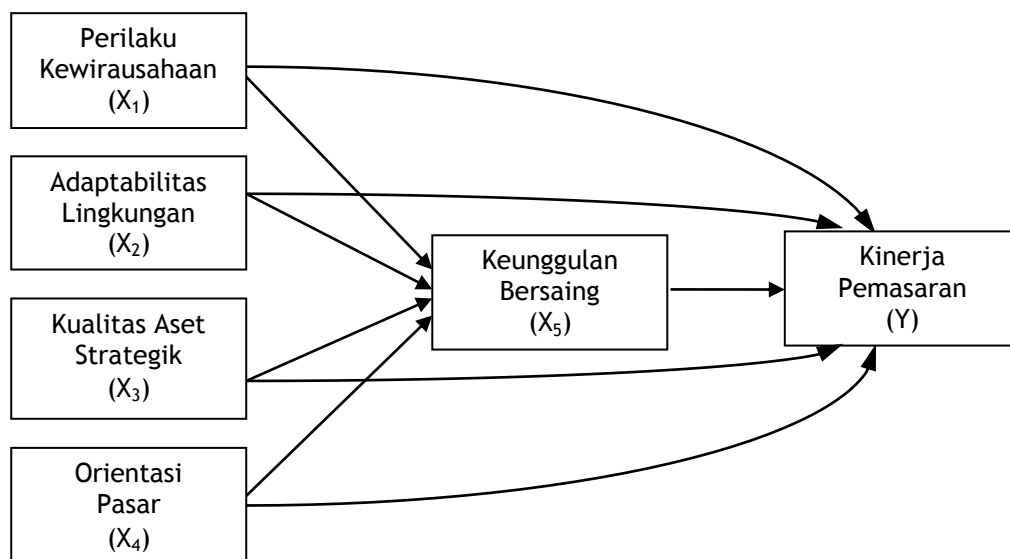 Perilaku
Kewirausahaan
(X₁)
Adaptabilitas
Lingkungan
(X₂)
Kualitas Aset
Strategik
(X₃)
Orientasi
Pasar
(X₄)
Keunggulan
Bersaing
(X₅)
Kinerja
Pemasaran
(Y)